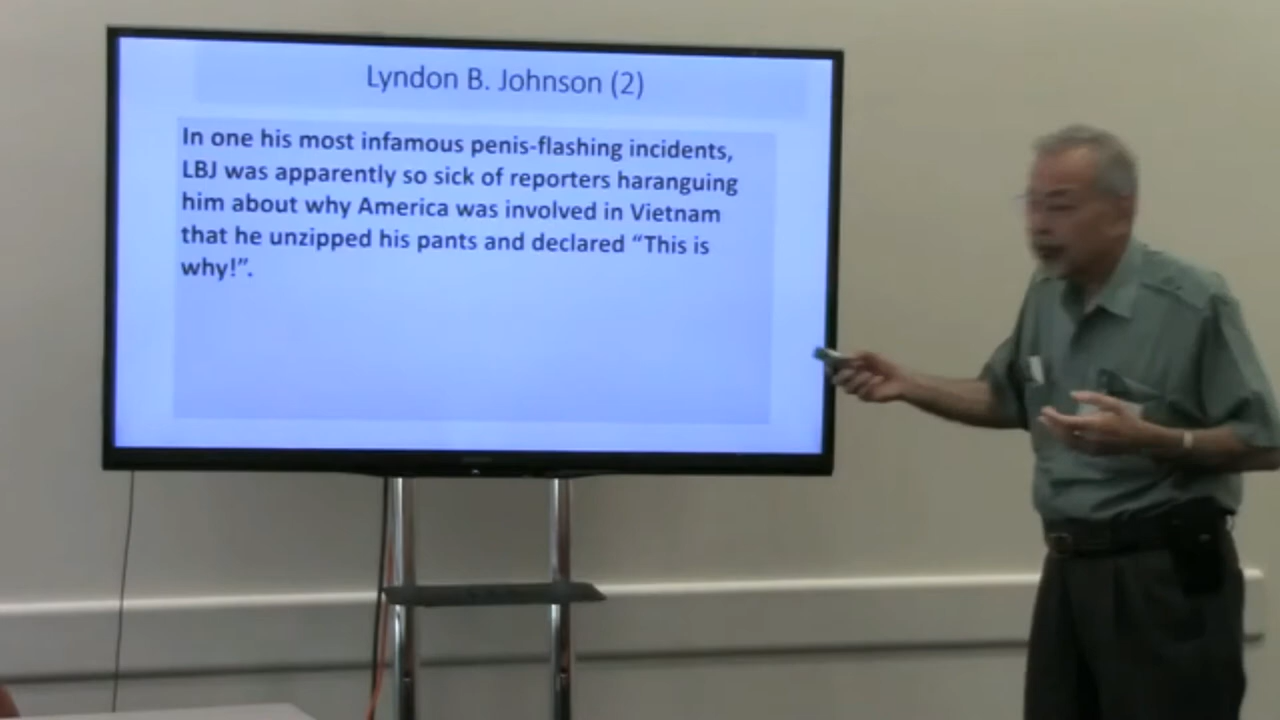 Lyndon B. Johnson (2)
In one his most infamous penis-flashing incidents,
LBJ was apparently so sick of reporters haranguing
him about why America was involved in Vietnam
that he unzipped his pants and declared “This is
why!”.